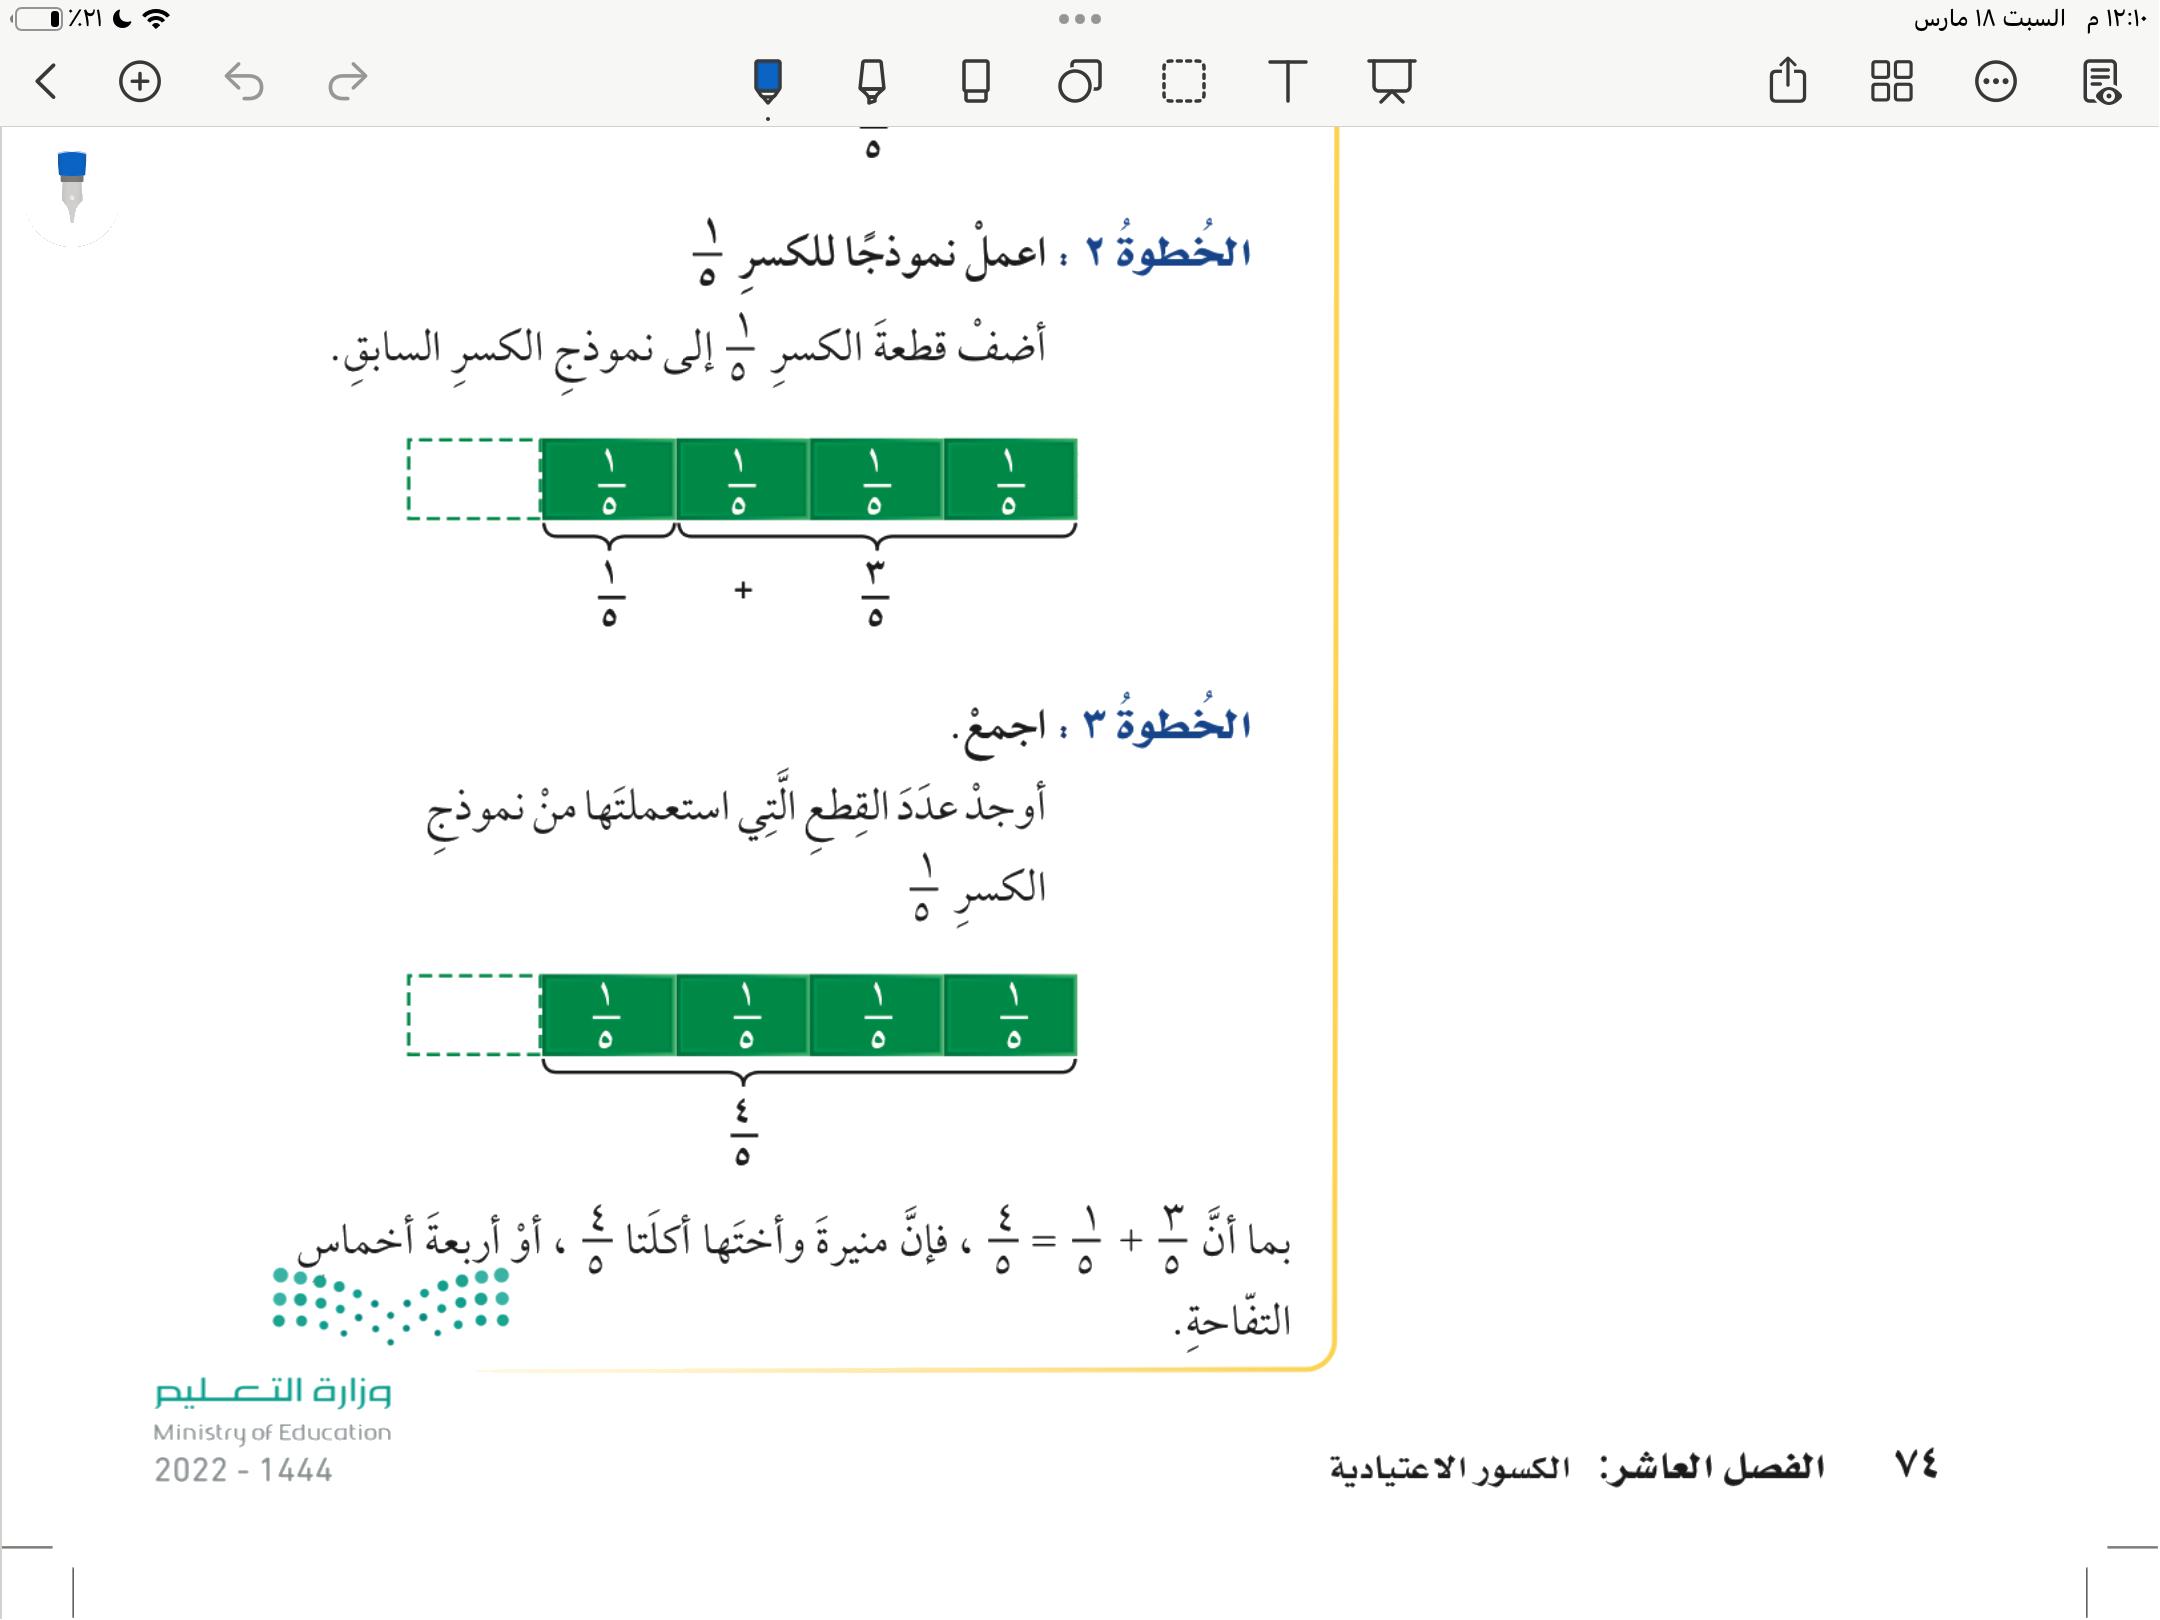 ١٢:١٠ م السبت ١٨ مارس
٪٢١
٥
الخُطوةُ ٢ : اعملْ نموذجًا للكسرِ ١/٥
أضفْ قطعةَ الكسرِ ١/٥ إلى نموذجِ الكسرِ السابقِ.
١/٥ ١/٥ ١/٥ ١/٥
٣/٥ + ١/٥
الخُطوةُ ٣ : اجمعْ.
أوجدْ عدَدَ القِطعِ الَّتِي استعملتَها منْ نموذجِ
الكسرِ ١/٥
١/٥ ١/٥ ١/٥ ١/٥
٤/٥
بما أنَّ ٣/٥ + ١/٥ = ٤/٥ ، فإنَّ منيرةَ وأختَها أكلَتا ٤/٥ ، أوْ أربعةَ أخماسِ
التفّاحةِ.
وزارة التعليم
Ministry of Education
2022 - 1444
٧٤ الفصل العاشر: الكسور الاعتيادية